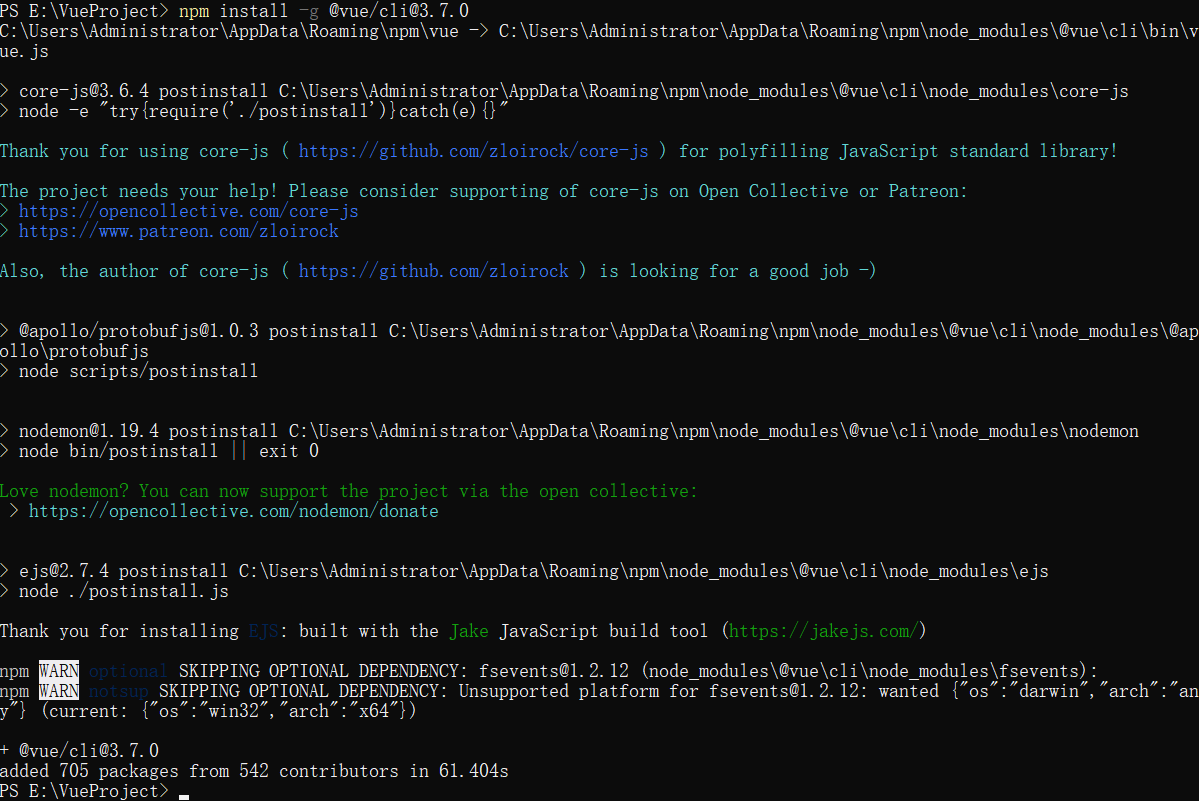 PS E:\VueProject> npm install -g @vue/cli@3.7.0
C:\Users\Administrator\AppData\Roaming\npm\vue -> C:\Users\Administrator\AppData\Roaming\npm\node_modules\@vue\cli\bin\v
ue.js
> core-js@3.6.4 postinstall C:\Users\Administrator\AppData\Roaming\npm\node_modules\@vue\cli\node_modules\core-js
> node -e "try{require('./postinstall')}catch(e){}"
Thank you for using core-js ( https://github.com/zloirock/core-js ) for polyfilling JavaScript standard library!
The project needs your help! Please consider supporting of core-js on Open Collective or Patreon:
> https://opencollective.com/core-js
> https://www.patreon.com/zloirock
Also, the author of core-js ( https://github.com/zloirock ) is looking for a good job -)
> @apollo/protobufjs@1.0.3 postinstall C:\Users\Administrator\AppData\Roaming\npm\node_modules\@vue\cli\node_modules\@ap
ollo\protobufjs
> node scripts/postinstall
> nodemon@1.19.4 postinstall C:\Users\Administrator\AppData\Roaming\npm\node_modules\@vue\cli\node_modules\nodemon
> node bin/postinstall || exit 0
Love nodemon? You can now support the project via the open collective:
 > https://opencollective.com/nodemon/donate
> ejs@2.7.4 postinstall C:\Users\Administrator\AppData\Roaming\npm\node_modules\@vue\cli\node_modules\ejs
> node ./postinstall.js
Thank you for installing EJS: built with the Jake JavaScript build tool (https://jakejs.com/)
npm WARN optional SKIPPING OPTIONAL DEPENDENCY: fsevents@1.2.12 (node_modules\@vue\cli\node_modules\fsevents):
npm WARN notsup SKIPPING OPTIONAL DEPENDENCY: Unsupported platform for fsevents@1.2.12: wanted {"os":"darwin","arch":"an
y"} (current: {"os":"win32","arch":"x64"})
+ @vue/cli@3.7.0
added 705 packages from 542 contributors in 61.404s
PS E:\VueProject>